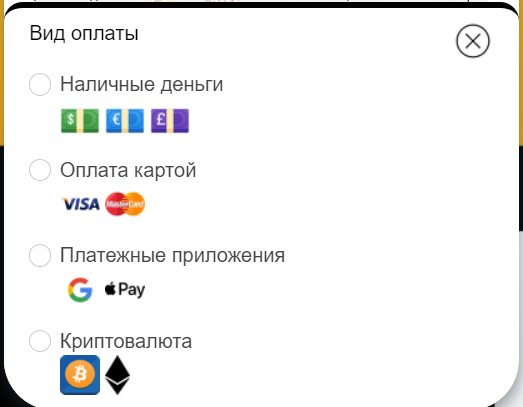 Вид оплаты
Наличные деньги
$ € £
Оплата картой
VISA MasterCard
Платежные приложения
G Pay
Криптовалюта